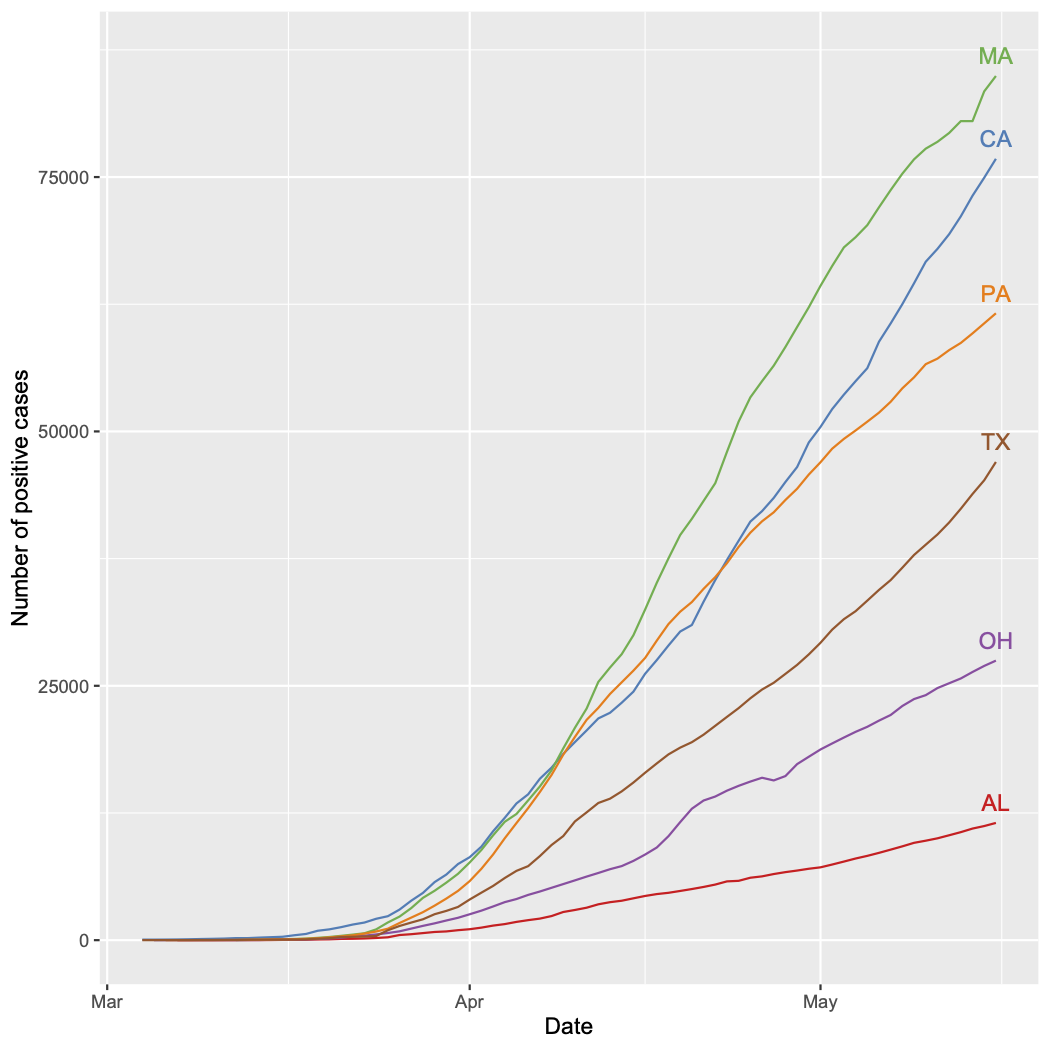 MA
CA
75000
PA
50000
TX
Number of positive cases
OH
25000
AL
0
Mar Apr May
Date